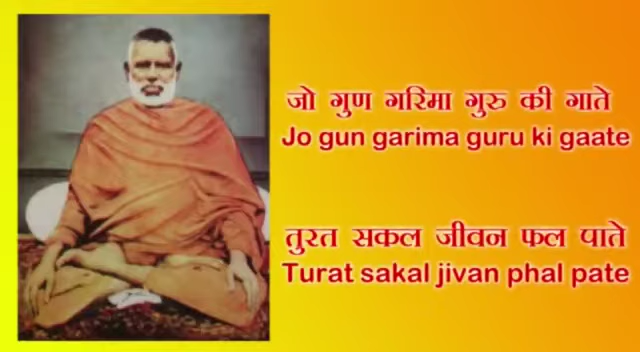 जो गुण गरिमा गुरु की गाते
Jo gun garima guru ki gaate
तुरत सकल जीवन फल पाते
Turat sakal jivan phal pate